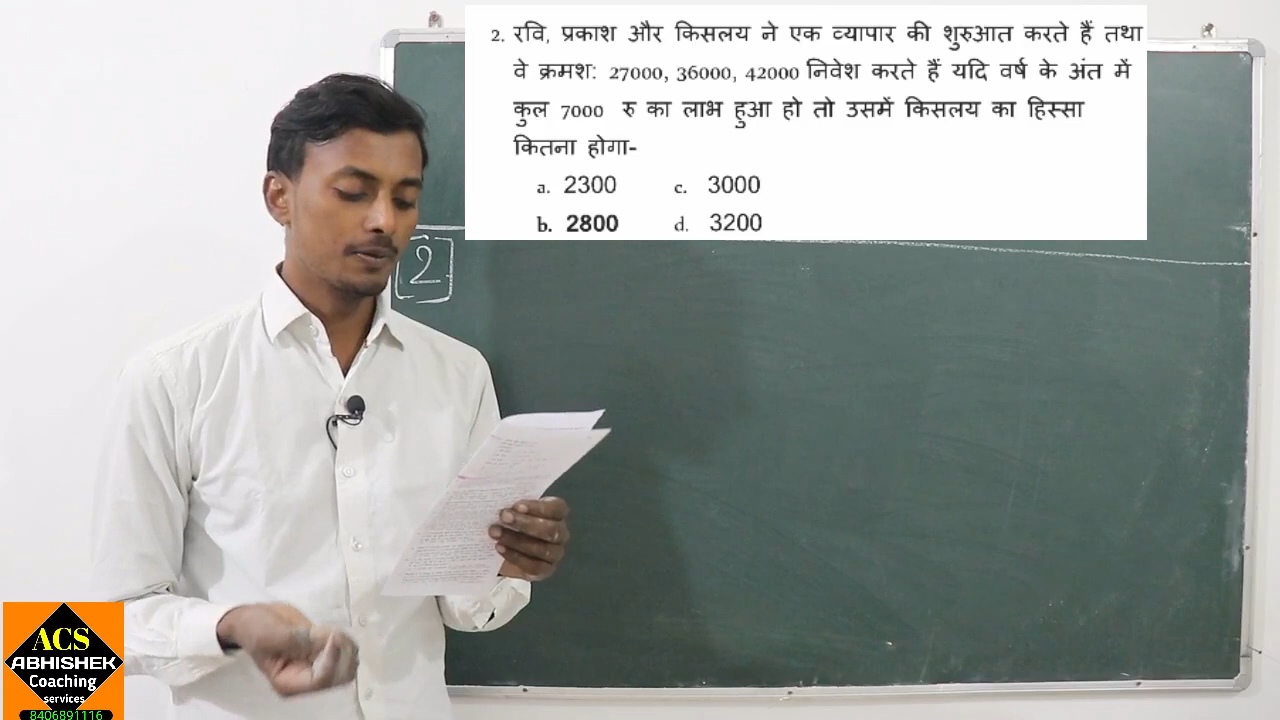 2. रवि, प्रकाश और किसलय ने एक व्यापार की शुरुआत करते हैं तथा
वे क्रमश: 27000, 36000, 42000 निवेश करते हैं यदि वर्ष के अंत में
कुल 7000 रु का लाभ हुआ हो तो उसमें किसलय का हिस्सा
कितना होगा-
a. 2300 c. 3000
b. 2800 d. 3200
2
ACS
ABHISHEK
Coaching
services
8406891116